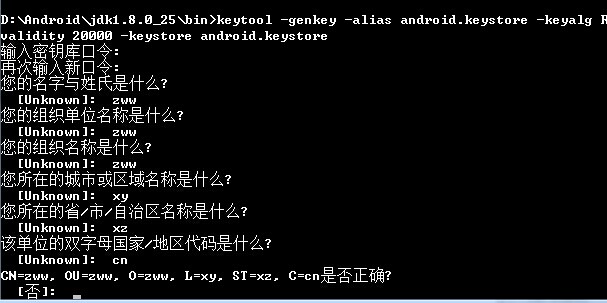 D:\Android\jdk1.8.0_25\bin>keytool -genkey -alias android.keystore -keyalg R
validity 20000 -keystore android.keystore
输入密钥库口令:
再次输入新口令:
您的名字与姓氏是什么?
[Unknown]: zww
您的组织单位名称是什么?
[Unknown]: zww
您的组织名称是什么?
[Unknown]: zww
您所在的城市或区域名称是什么?
[Unknown]: xy
您所在的省/市/自治区名称是什么?
[Unknown]: xz
该单位的双字母国家/地区代码是什么?
[Unknown]: cn
CN=zww, OU=zww, O=zww, L=xy, ST=xz, C=cn是否正确?
[否]: